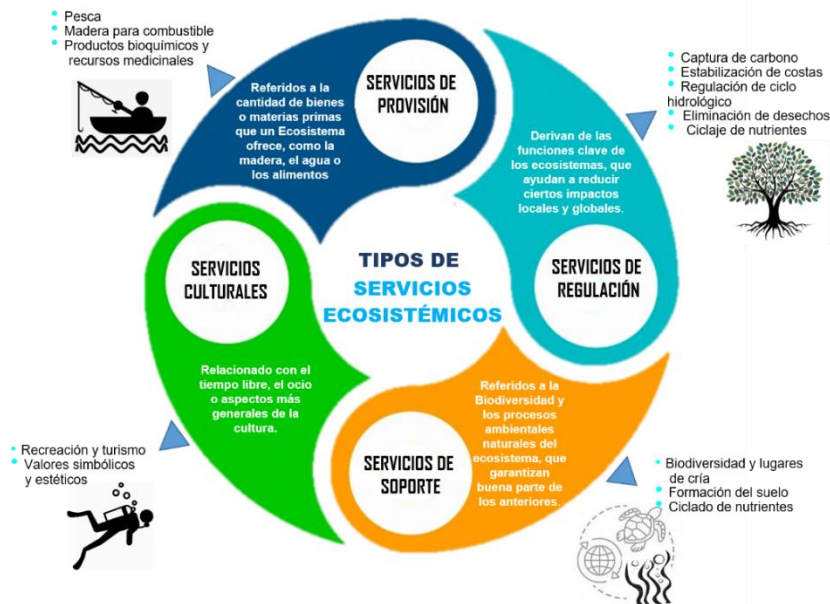 Pesca
Madera para combustible
Productos bioquímicos y
recursos medicinales
Referidos a la
cantidad de bienes
o materias primas
que un Ecosistema
ofrece, como la
madera, el agua o
los alimentos
SERVICIOS DE
PROVISIÓN
Captura de carbono
Estabilización de costas
Regulación de ciclo
hidrológico
Eliminación de desechos
Ciclaje de nutrientes
Derivan de las
funciones clave de
los ecosistemas, que
ayudan a reducir
ciertos impactos
locales y globales.
SERVICIOS DE
REGULACIÓN
TIPOS DE
SERVICIOS
ECOSISTÉMICOS
SERVICIOS
CULTURALES
Relacionado con el
tiempo libre, el ocio
o aspectos más
generales de la
cultura.
Recreación y turismo
Valores simbólicos
y estéticos
Referidos a la
Biodiversidad y
los procesos
ambientales
naturales del
ecosistema, que
garantizan
buena parte de
los anteriores.
SERVICIOS DE
SOPORTE
Biodiversidad y lugares
de cría
Formación del suelo
Ciclado de nutrientes